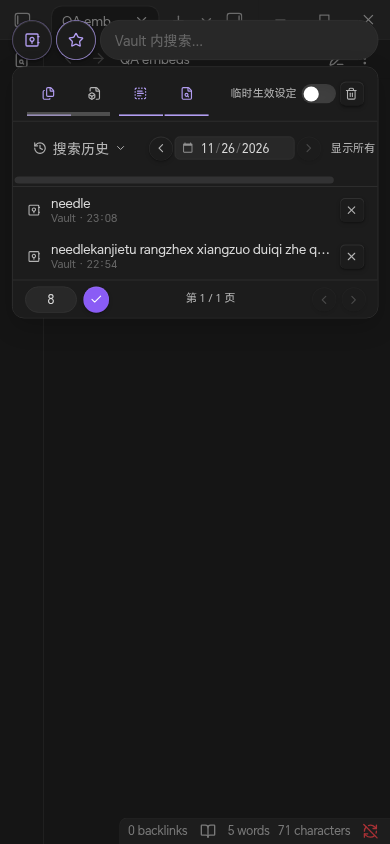 QA emb
Vault 内搜索...
QA embeds
临时生效设定
搜索历史
11/26/2026
显示所有
needle
Vault · 23:08
needlekanjietu rangzhex xiangzuo duiqi zhe q...
Vault · 22:54
8
第 1 / 1 页
0 backlinks
5 words
71 characters